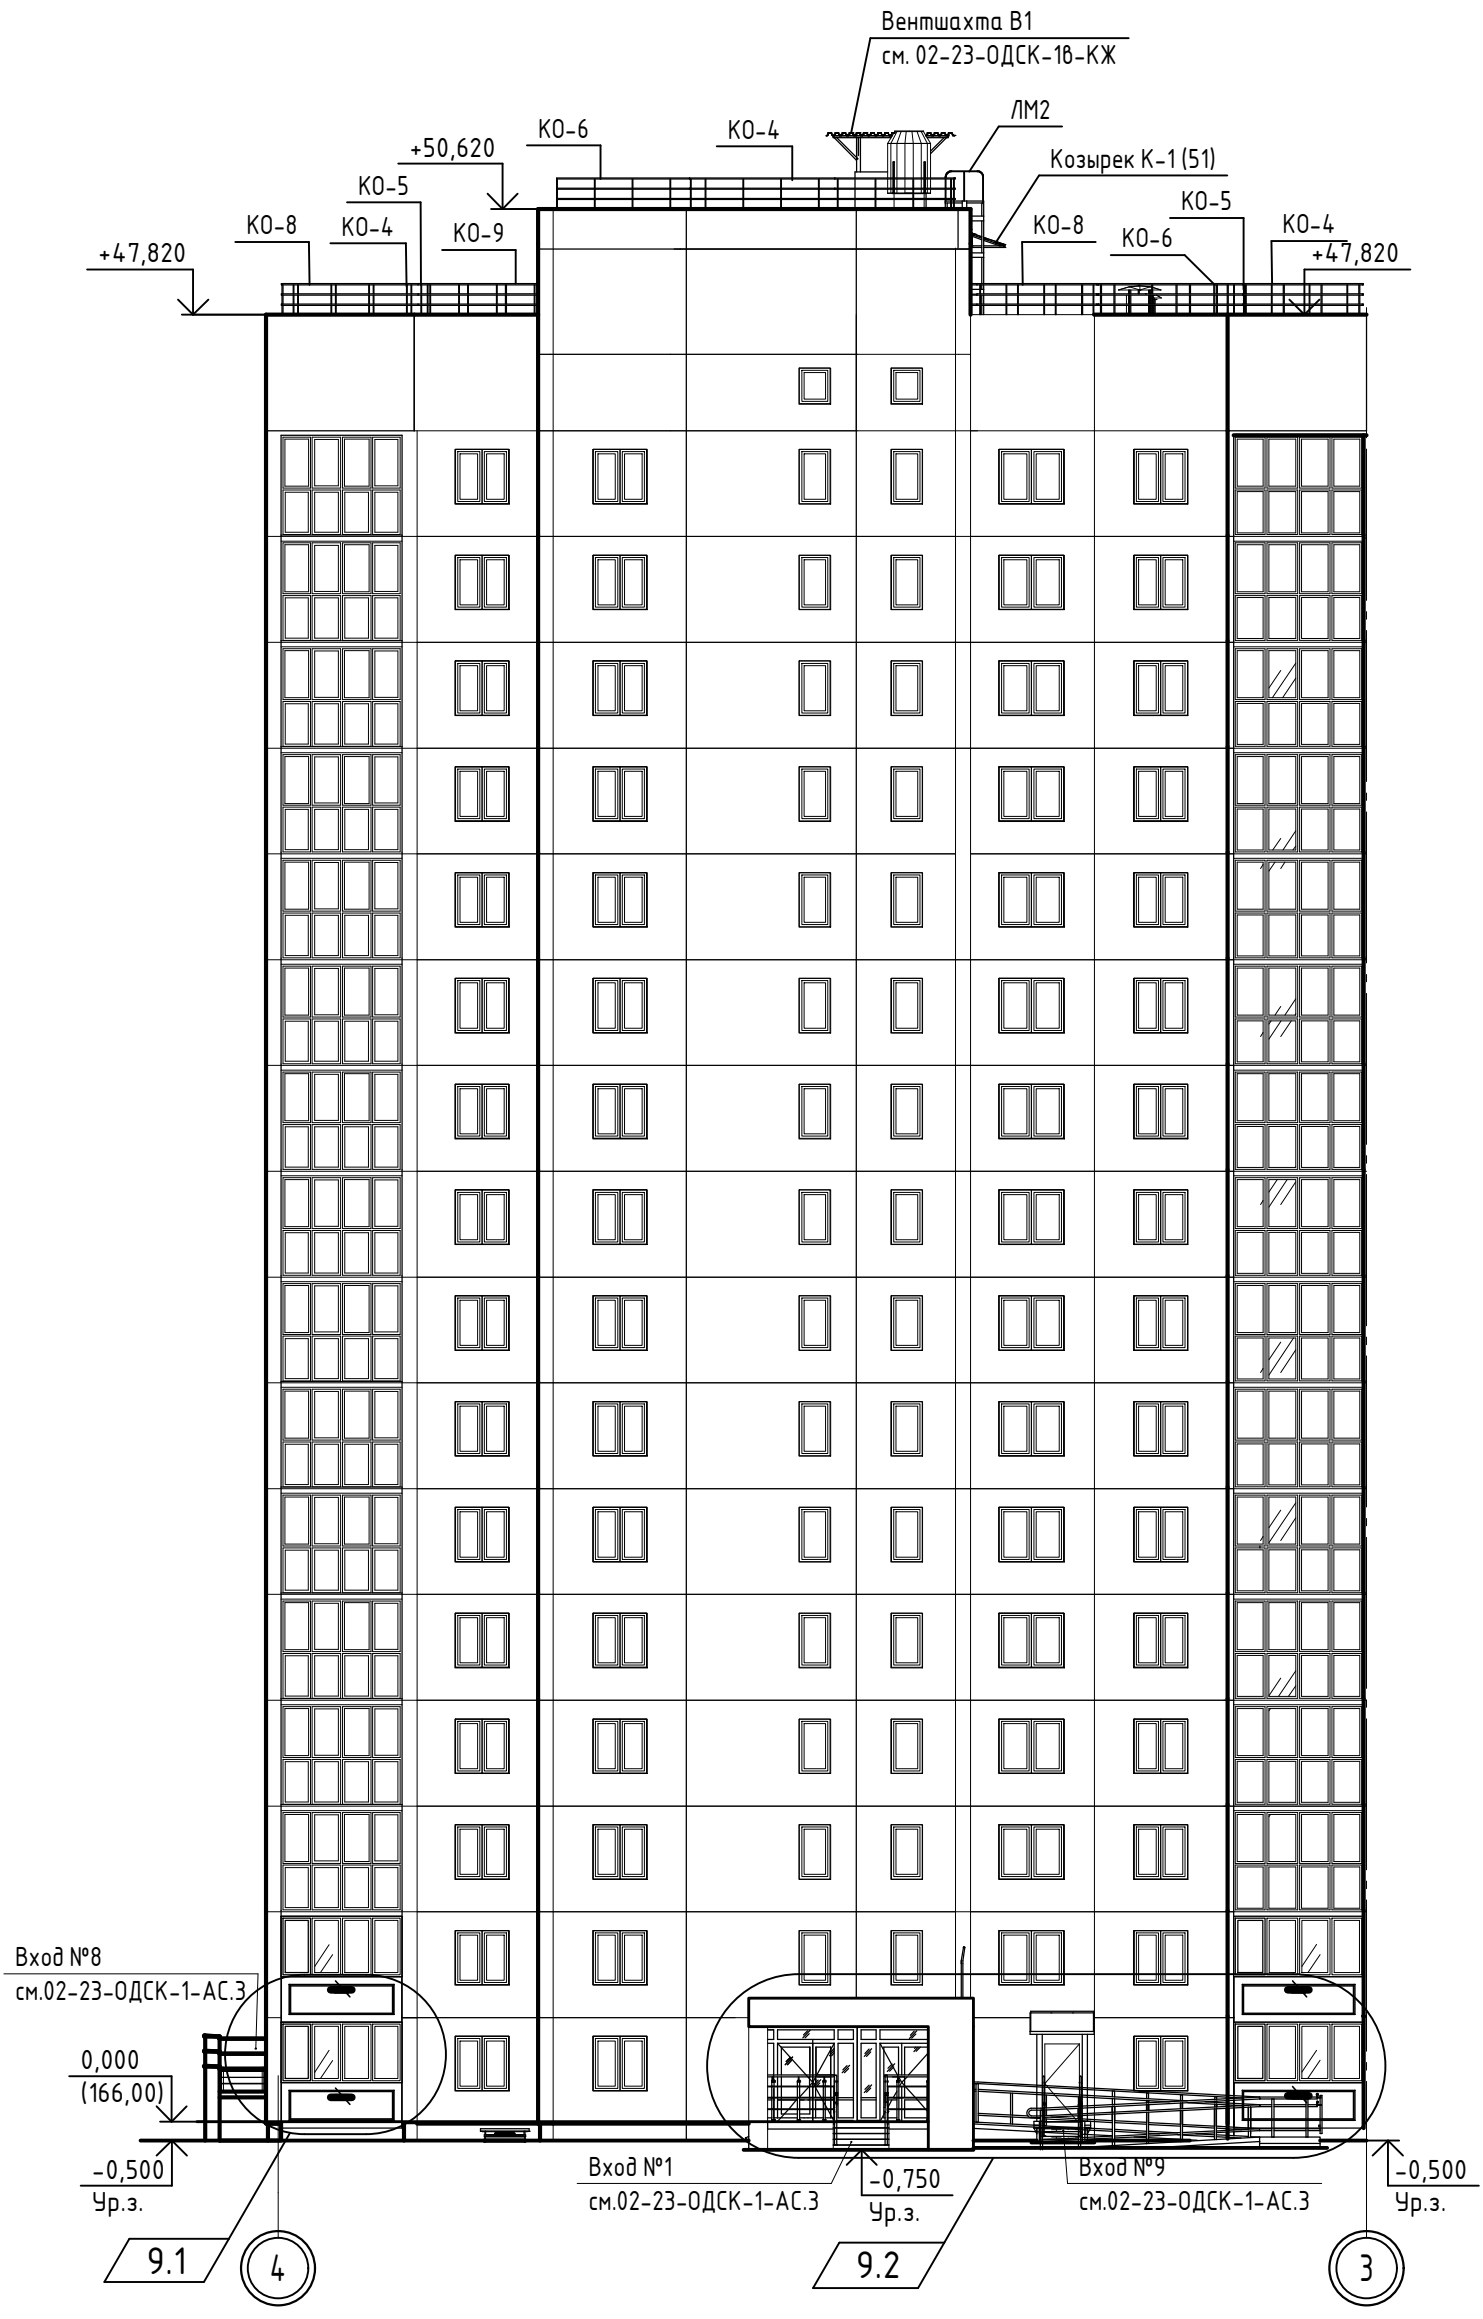 Вентшахта В1
см. 02-23-ОДСК-1в-КЖ
ЛМ2
КО-6
КО-4
+50,620
Козырек К-1 (51)
КО-5
КО-5
КО-8
КО-4
КО-9
КО-8
КО-6
КО-4
+47,820
+47,820
Вход №8
см.02-23-ОДСК-1-АС.3
0,000
(166,00)
-0,500
Ур.з.
Вход №1
см.02-23-ОДСК-1-АС.3
-0,750
Ур.з.
Вход №9
см.02-23-ОДСК-1-АС.3
-0,500
Ур.з.
9.1
4
9.2
3